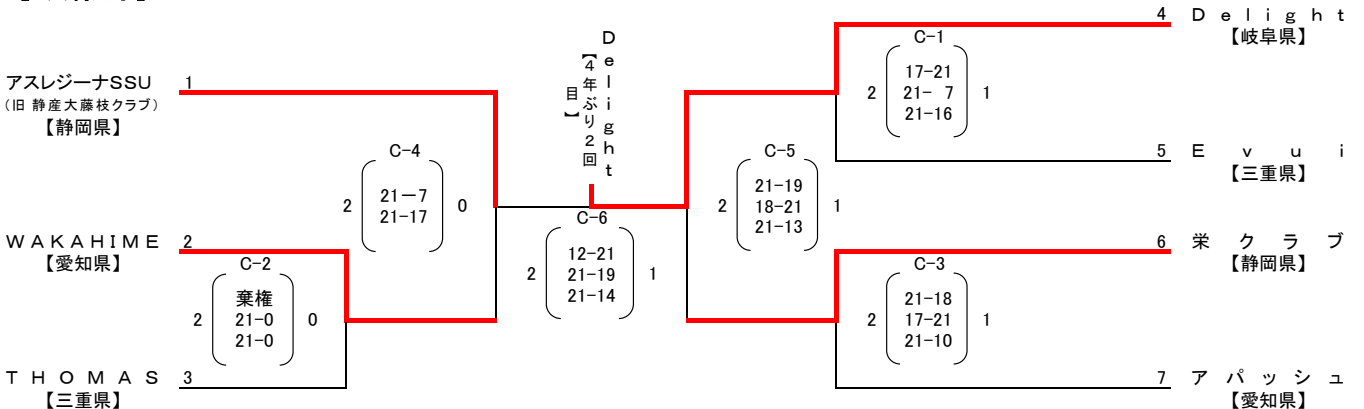 4 Delight
【岐阜県】
C-1
17-21
2 21- 7 1
21-16
5 Evui
【三重県】
Delight
【4年ぶり2回目】
アスレジーナSSU 1
（旧 静産大藤枝クラブ）
【静岡県】
C-4
21－7
2 0
21-17
C-5
21-19
2 18-21 1
21-13
C-6
12-21
2 21-19 1
21-14
WAKAHIME 2
【愛知県】
C-2
棄権
2 21-0 0
21-0
THOMAS 3
【三重県】
6 栄クラブ
【静岡県】
C-3
21-18
2 17-21 1
21-10
7 アパッシュ
【愛知県】